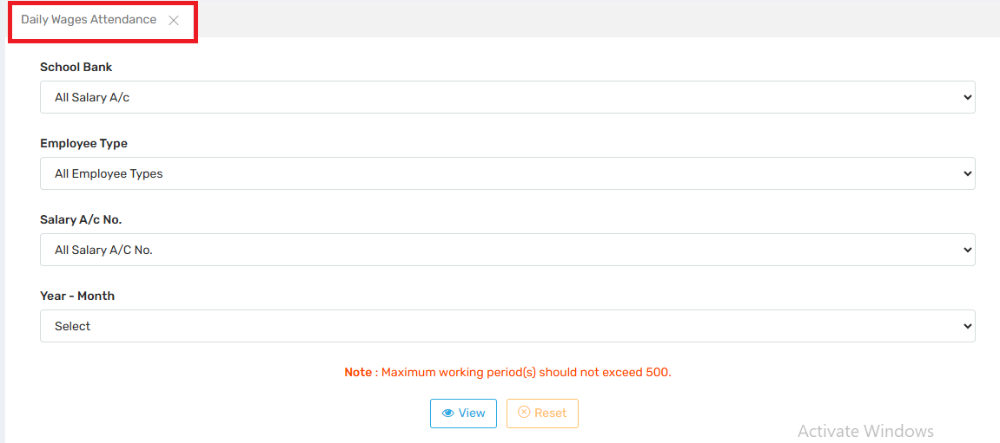 Daily Wages Attendance
School Bank
All Salary A/c
Employee Type
All Employee Types
Salary A/c No.
All Salary A/C No.
Year - Month
Select
Note : Maximum working period(s) should not exceed 500.
View Reset
Activate Windows